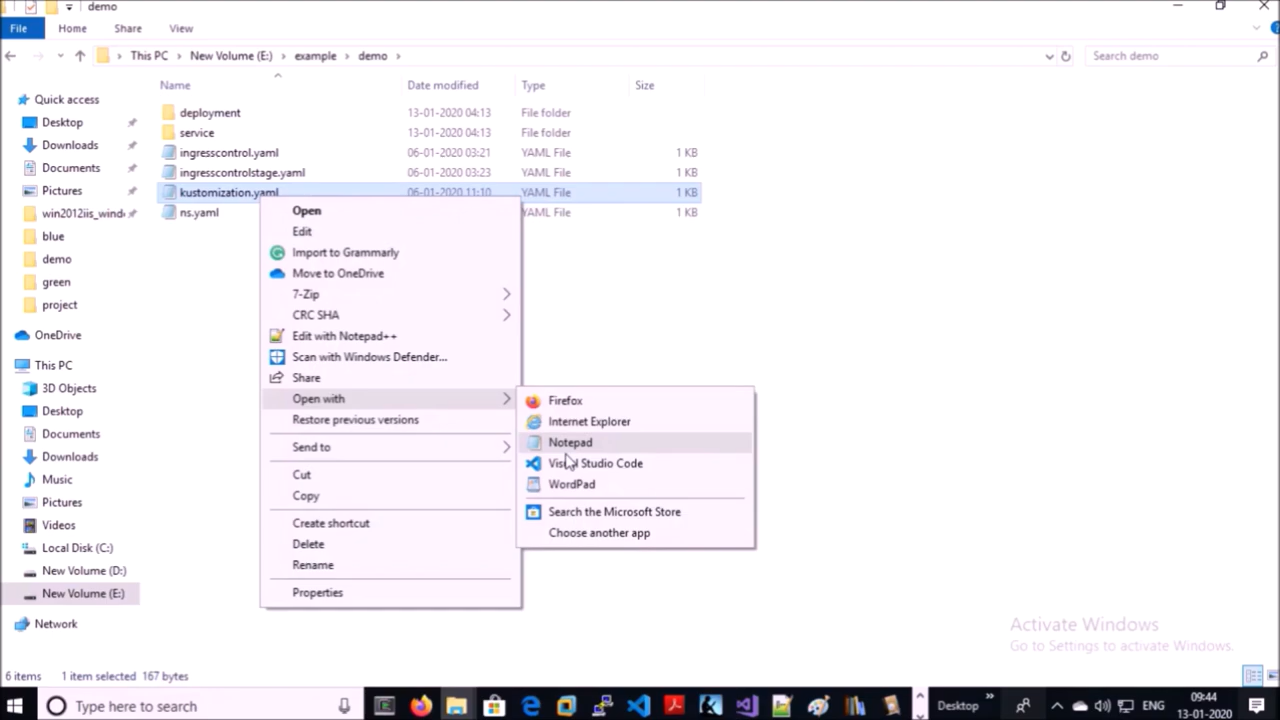 demo
File
Home
Share
View
This PC > New Volume (E:) > example > demo >
Search demo
Name
Date modified
Type
Size
deployment 13-01-2020 04:13 File folder
service 13-01-2020 04:13 File folder
ingresscontrol.yaml 06-01-2020 03:21 YAML File 1 KB
ingresscontrolstage.yaml 06-01-2020 03:23 YAML File 1 KB
kustomization.yaml 06-01-2020 11:10 YAML File 1 KB
ns.yaml YAML File 1 KB
Quick access
Desktop
Downloads
Documents
Pictures
win2012iis_wind
blue
demo
green
project
OneDrive
This PC
3D Objects
Desktop
Documents
Downloads
Music
Pictures
Videos
Local Disk (C:)
New Volume (D:)
New Volume (E:)
Network
Open
Edit
Import to Grammarly
Move to OneDrive
7-Zip
CRC SHA
Edit with Notepad++
Scan with Windows Defender...
Share
Open with
Restore previous versions
Send to
Cut
Copy
Create shortcut
Delete
Rename
Properties
Firefox
Internet Explorer
Notepad
Visual Studio Code
WordPad
Search the Microsoft Store
Choose another app
Activate Windows
Go to Settings to activate Windows.
6 items 1 item selected 167 bytes
Type here to search
Desktop
ENG
09:44
13-01-2020